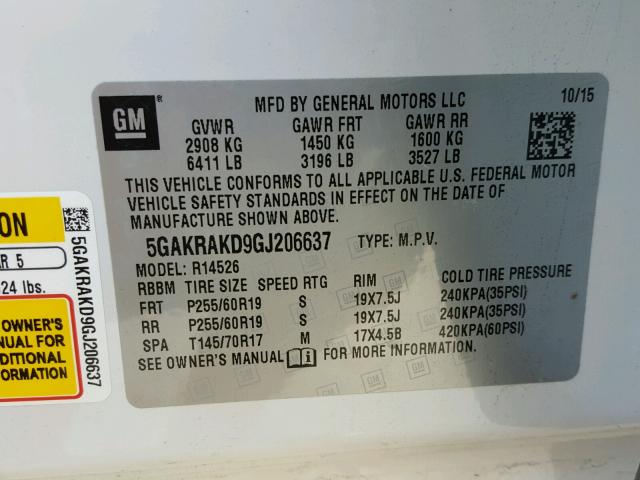 GM
MFD BY GENERAL MOTORS LLC 10/15
GVWR GAWR FRT GAWR RR
2908 KG 1450 KG 1600 KG
6411 LB 3196 LB 3527 LB
THIS VEHICLE CONFORMS TO ALL APPLICABLE U.S. FEDERAL MOTOR
VEHICLE SAFETY STANDARDS IN EFFECT ON THE DATE OF
MANUFACTURE SHOWN ABOVE.
5GAKRAKD9GJ206637 TYPE: M.P.V.
MODEL: R14526
RBBM TIRE SIZE SPEED RTG RIM COLD TIRE PRESSURE
FRT P255/60R19 S 19X7.5J 240KPA(35PSI)
RR P255/60R19 S 19X7.5J 240KPA(35PSI)
SPA T145/70R17 M 17X4.5B 420KPA(60PSI)
SEE OWNER'S MANUAL FOR MORE INFORMATION.
ON
R 5
24 lbs.
OWNER'S
MANUAL FOR
DITIONAL
FORMATION
5GAKRAKD9GJ206637